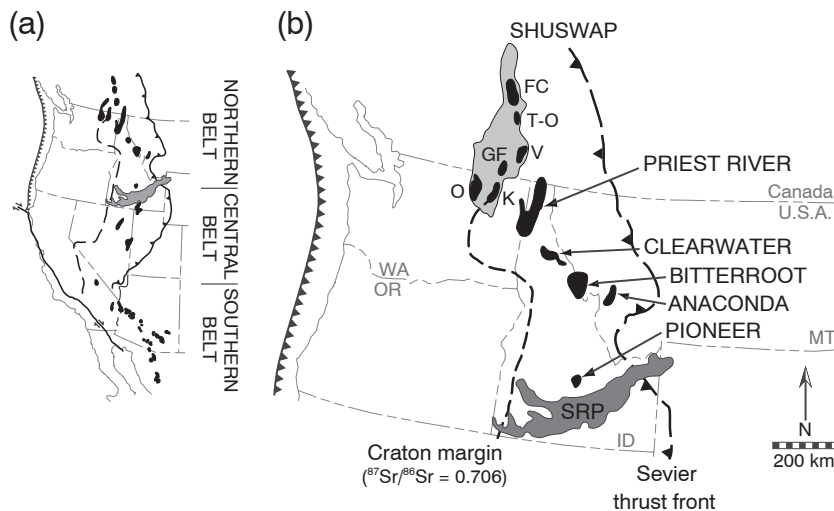 (a)
NORTHERN
BELT
CENTRAL
BELT
SOUTHERN
BELT
(b)
SHUSWAP
FC
T-O
V
GF
O
K
PRIEST RIVER
Canada
U.S.A.
CLEARWATER
WA
OR
BITTERROOT
ANACONDA
PIONEER
MT
SRP
ID
N
200 km
Craton margin
(⁸⁷Sr/⁸⁶Sr = 0.706)
Sevier
thrust front